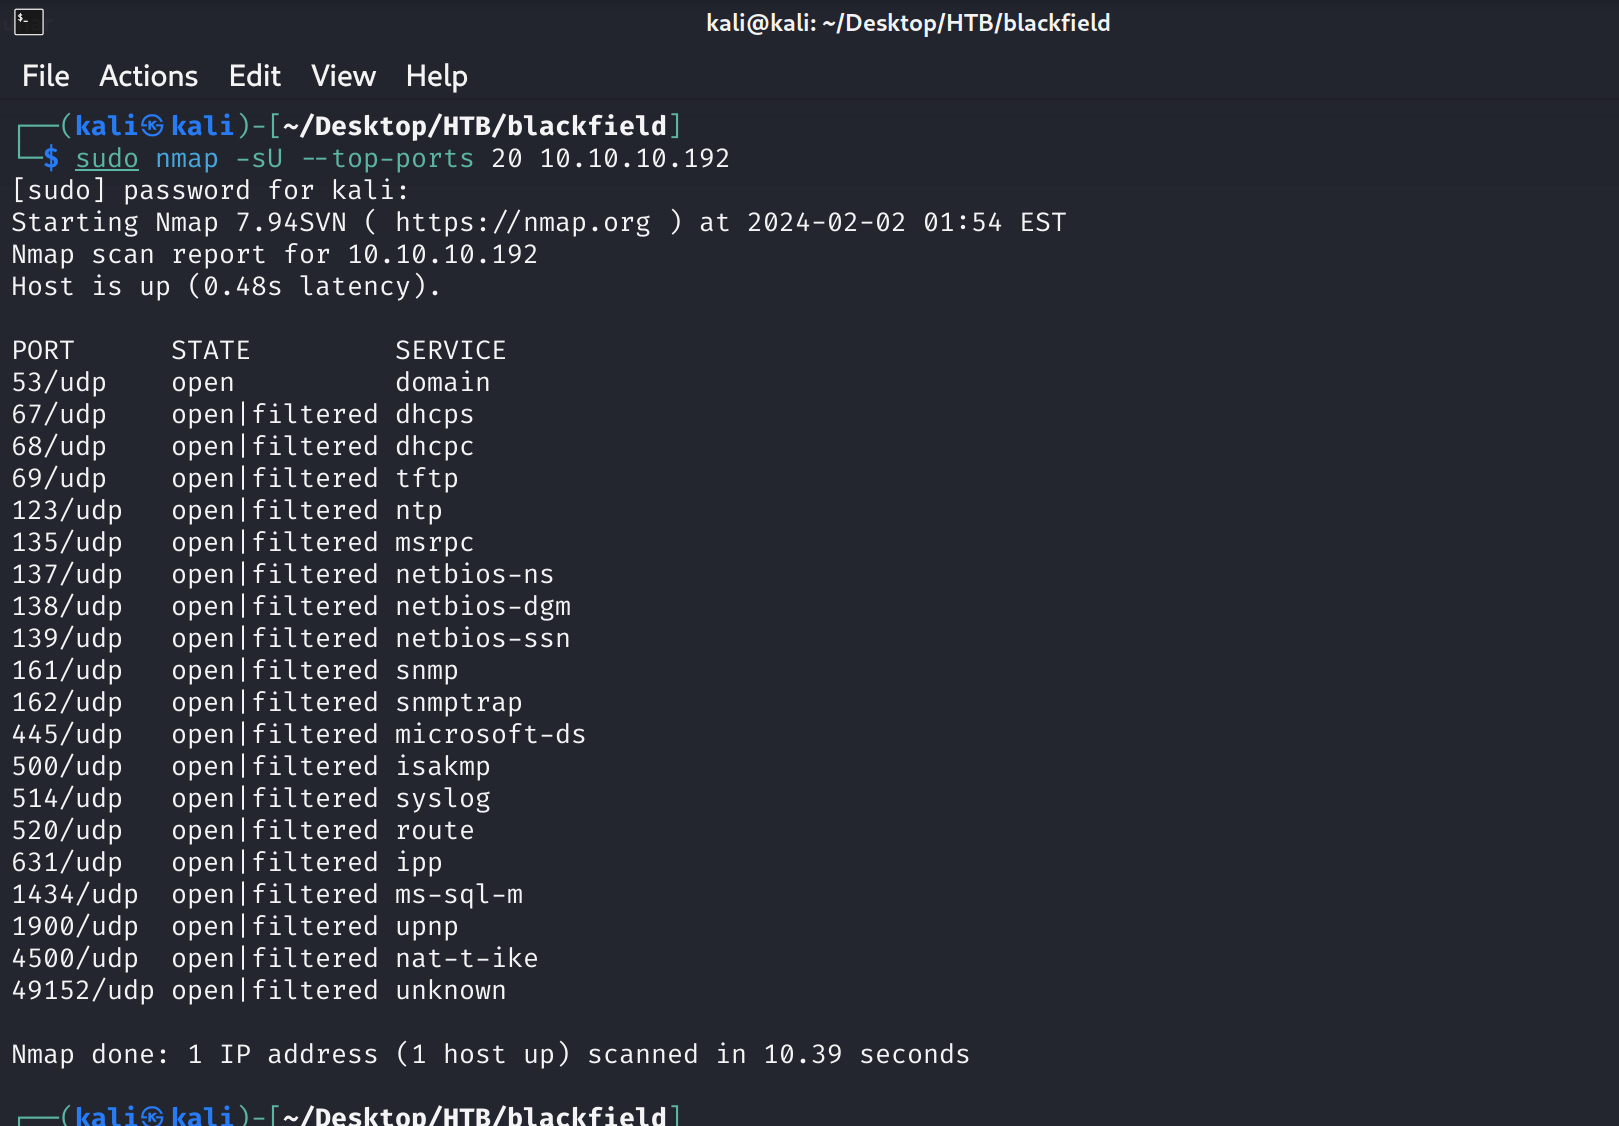 kali@kali: ~/Desktop/HTB/blackfield
File Actions Edit View Help
┌──(kali㉿kali)-[~/Desktop/HTB/blackfield]
└─$ sudo nmap -sU --top-ports 20 10.10.10.192
[sudo] password for kali:
Starting Nmap 7.94SVN ( https://nmap.org ) at 2024-02-02 01:54 EST
Nmap scan report for 10.10.10.192
Host is up (0.48s latency).
PORT      STATE         SERVICE
53/udp    open          domain
67/udp    open|filtered dhcps
68/udp    open|filtered dhcpc
69/udp    open|filtered tftp
123/udp   open|filtered ntp
135/udp   open|filtered msrpc
137/udp   open|filtered netbios-ns
138/udp   open|filtered netbios-dgm
139/udp   open|filtered netbios-ssn
161/udp   open|filtered snmp
162/udp   open|filtered snmptrap
445/udp   open|filtered microsoft-ds
500/udp   open|filtered isakmp
514/udp   open|filtered syslog
520/udp   open|filtered route
631/udp   open|filtered ipp
1434/udp  open|filtered ms-sql-m
1900/udp  open|filtered upnp
4500/udp  open|filtered nat-t-ike
49152/udp open|filtered unknown
Nmap done: 1 IP address (1 host up) scanned in 10.39 seconds
┌──(kali㉿kali)-[~/Desktop/HTB/blackfield]